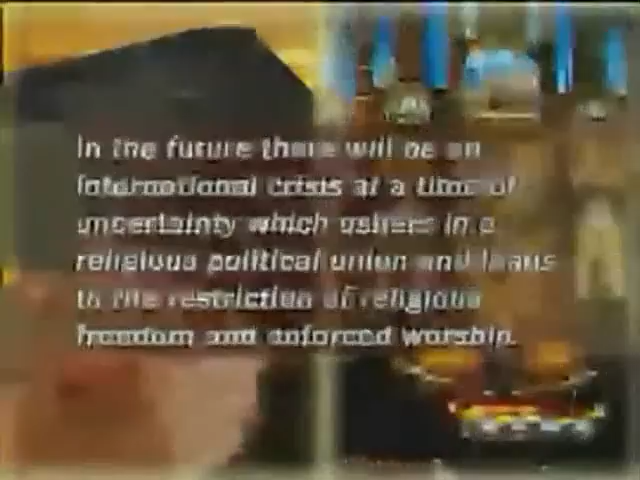 In the future there will be an
international crisis at a time of
uncertainty which ushers in a
religious political union and leads
to the restriction of religious
freedom and enforced worship.